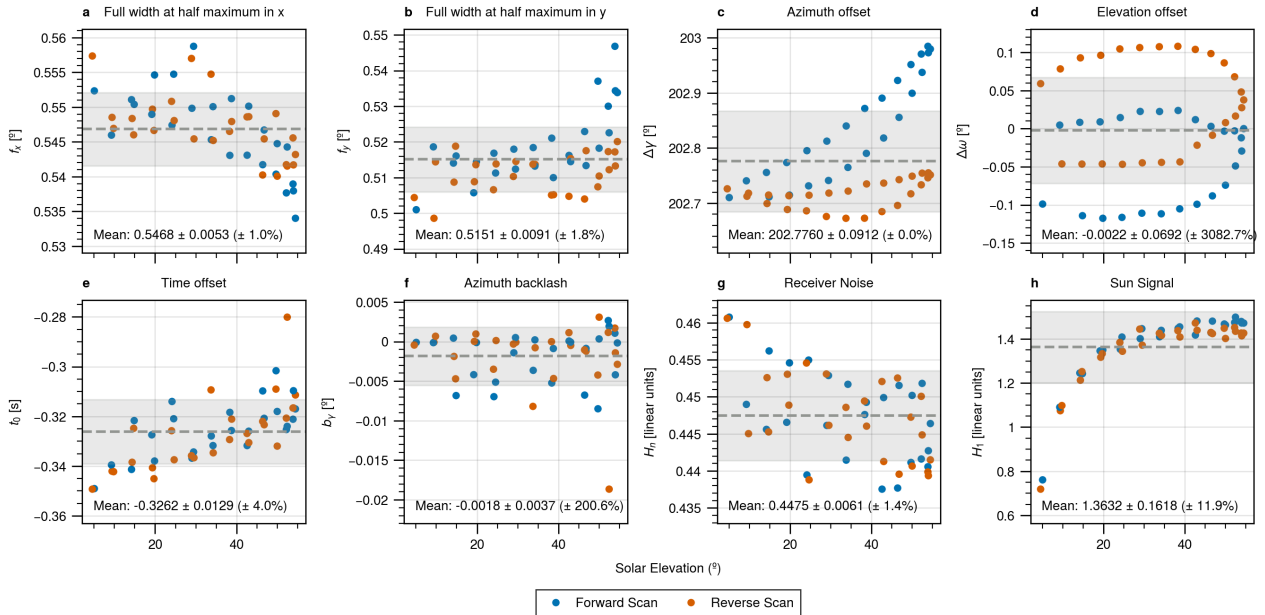 a Full width at half maximum in x
b Full width at half maximum in y
c Azimuth offset
d Elevation offset
0.56
0.555
0.55
0.545
0.54
0.535
0.53
fx [º]
Mean: 0.5468 ± 0.0053 (± 1.0%)
0.55
0.54
0.53
0.52
0.51
0.5
0.49
fy [º]
Mean: 0.5151 ± 0.0091 (± 1.8%)
203
202.9
202.8
202.7
Δγ [º]
Mean: 202.7760 ± 0.0912 (± 0.0%)
0.1
0.05
0
−0.05
−0.1
−0.15
Δω [º]
Mean: -0.0022 ± 0.0692 (± 3082.7%)
e Time offset
f Azimuth backlash
g Receiver Noise
h Sun Signal
−0.28
−0.3
−0.32
−0.34
−0.36
t0 [s]
Mean: -0.3262 ± 0.0129 (± 4.0%)
20 40
0.005
0
−0.005
−0.01
−0.015
−0.02
bγ [º]
Mean: -0.0018 ± 0.0037 (± 200.6%)
20 40
0.46
0.455
0.45
0.445
0.44
0.435
Hn [linear units]
Mean: 0.4475 ± 0.0061 (± 1.4%)
20 40
1.4
1.2
1
0.8
0.6
H1 [linear units]
Mean: 1.3632 ± 0.1618 (± 11.9%)
20 40
Solar Elevation (º)
Forward Scan Reverse Scan